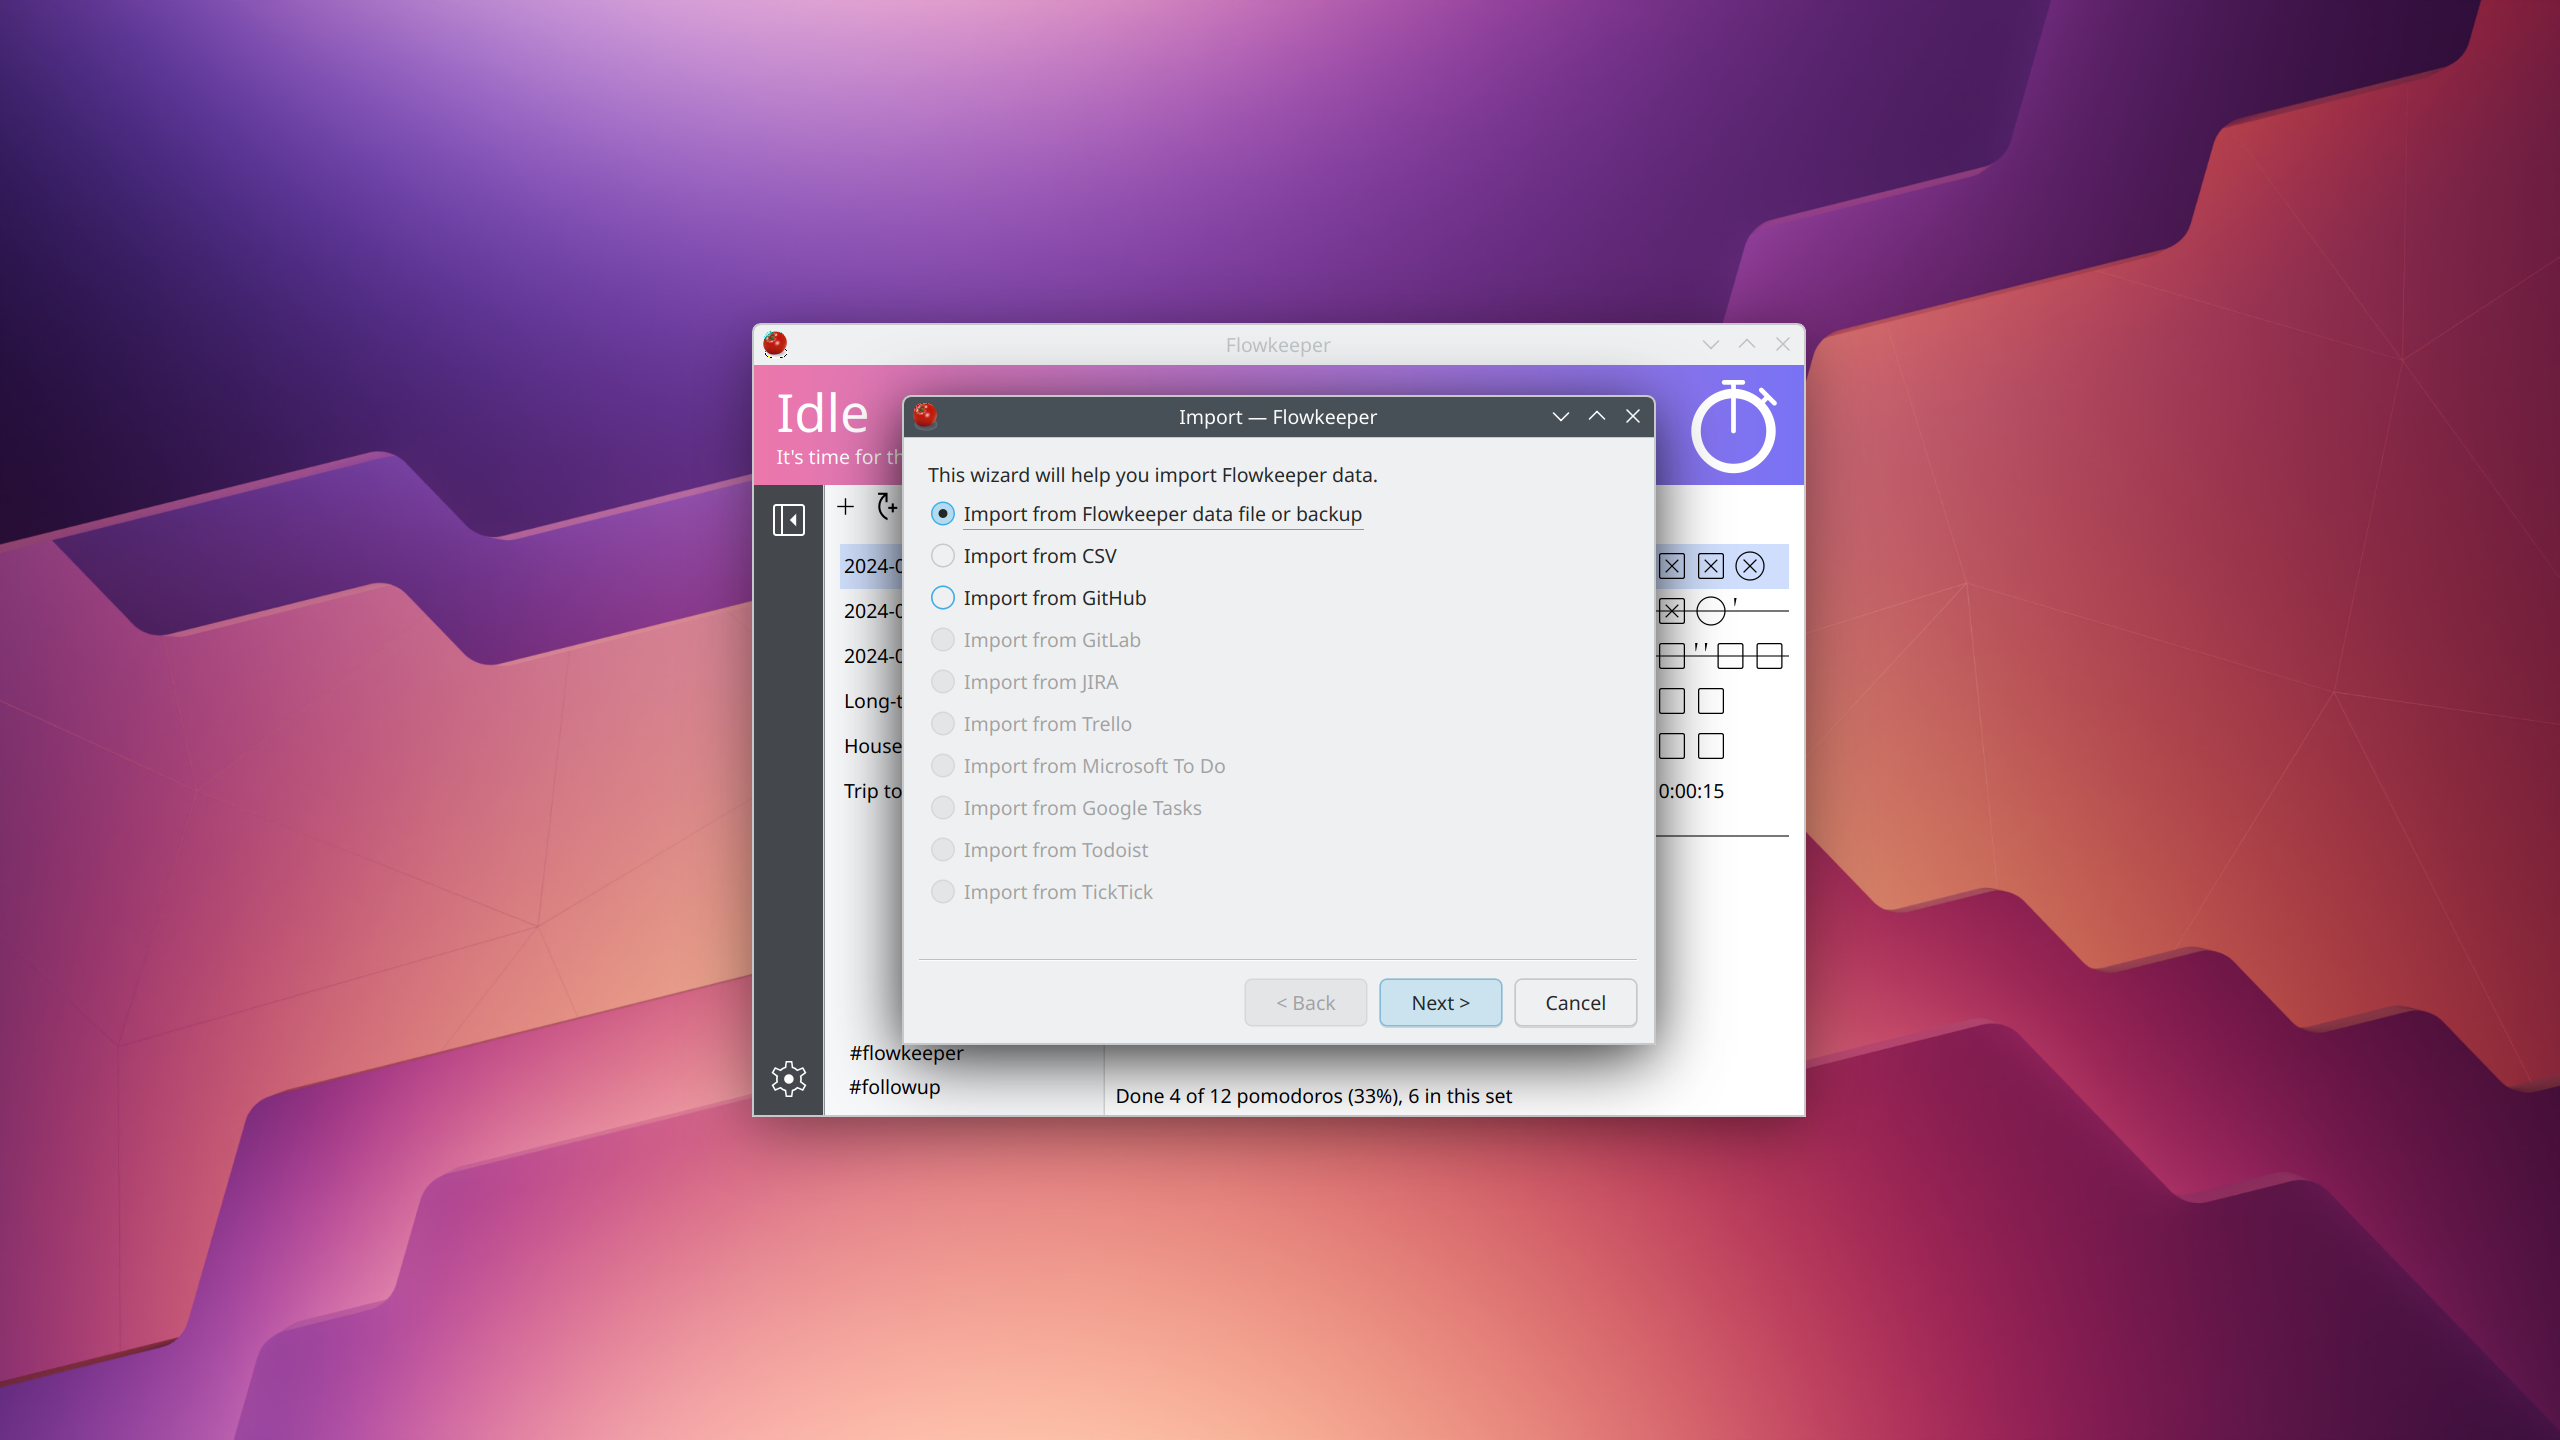 Flowkeeper
Idle
It's time for th
Import — Flowkeeper
This wizard will help you import Flowkeeper data.
Import from Flowkeeper data file or backup
Import from CSV
Import from GitHub
Import from GitLab
Import from JIRA
Import from Trello
Import from Microsoft To Do
Import from Google Tasks
Import from Todoist
Import from TickTick
< Back
Next >
Cancel
2024-0
2024-0
2024-0
Long-t
House
Trip to
0:00:15
#flowkeeper
#followup
Done 4 of 12 pomodoros (33%), 6 in this set